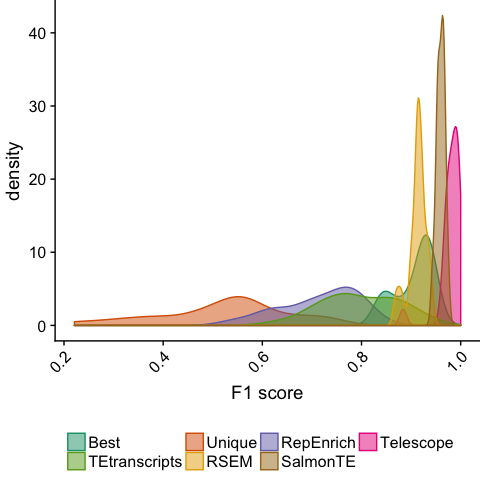 40
30
20
10
0
density
0.2 0.4 0.6 0.8 1.0
F1 score
Best Unique RepEnrich Telescope
TEtranscripts RSEM SalmonTE